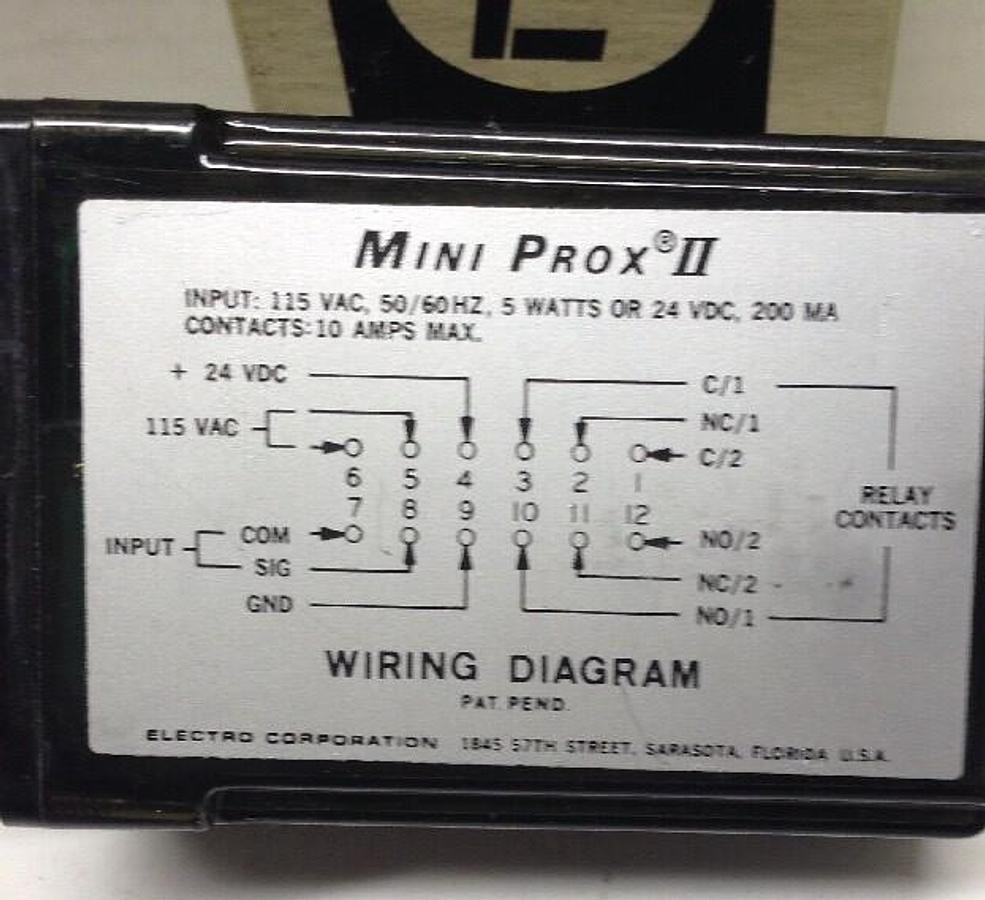 MINI PROX® II
INPUT: 115 VAC, 50/60 HZ, 5 WATTS OR 24 VDC, 200 MA
CONTACTS: 10 AMPS MAX.
+ 24 VDC
C/1
115 VAC
NC/1
C/2
6 5 4 3 2 1
7 8 9 10 11 12
RELAY
CONTACTS
INPUT
COM
NO/2
SIG
NC/2
GND
NO/1
WIRING DIAGRAM
PAT. PEND.
ELECTRO CORPORATION 1845 57TH STREET, SARASOTA, FLORIDA U.S.A.